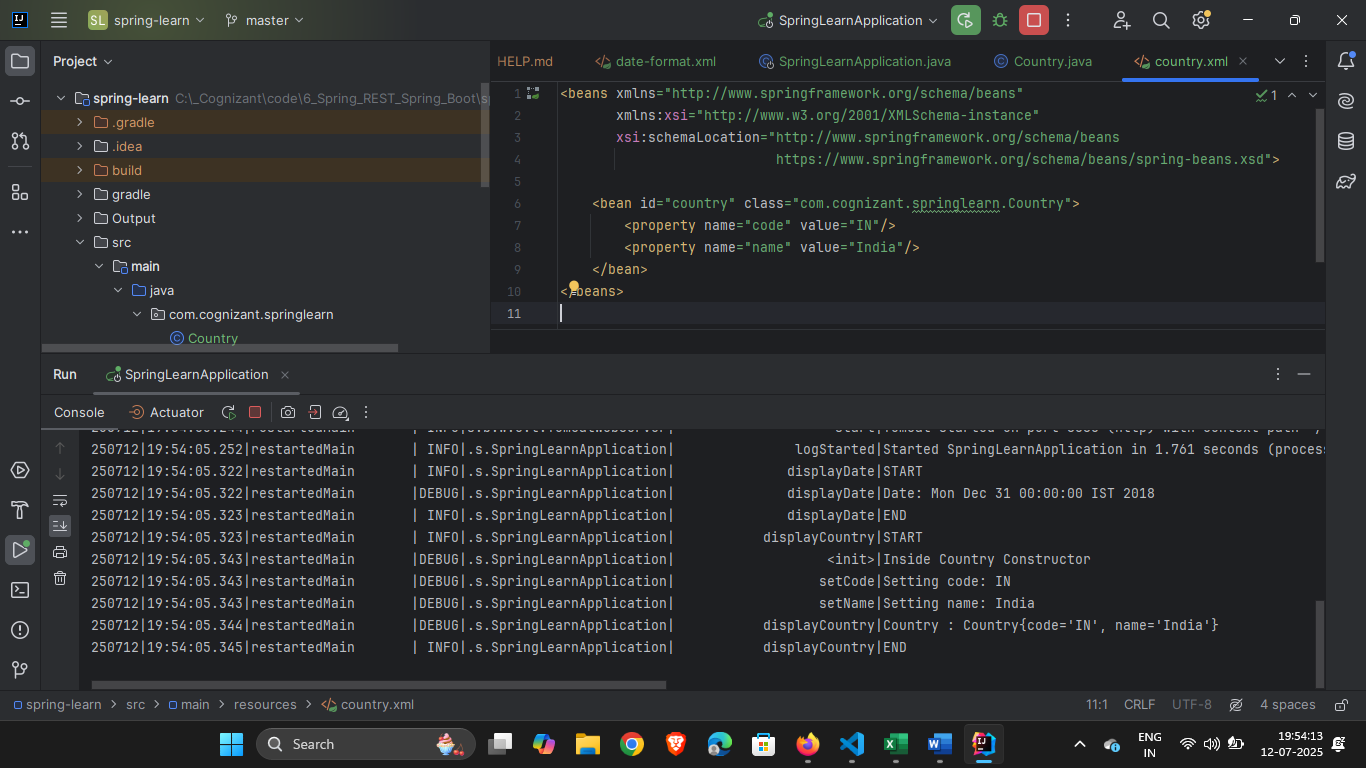 SL spring-learn master SpringLearnApplication
Project
HELP.md date-format.xml SpringLearnApplication.java Country.java country.xml
spring-learn C:\_Cognizant\code\6_Spring_REST_Spring_Boot\
.gradle
.idea
build
gradle
Output
src
main
java
com.cognizant.springlearn
Country
1 <beans xmlns="http://www.springframework.org/schema/beans" 1
2 xmlns:xsi="http://www.w3.org/2001/XMLSchema-instance"
3 xsi:schemaLocation="http://www.springframework.org/schema/beans
4 https://www.springframework.org/schema/beans/spring-beans.xsd">
5
6 <bean id="country" class="com.cognizant.springlearn.Country">
7 <property name="code" value="IN"/>
8 <property name="name" value="India"/>
9 </bean>
10 </beans>
11
Run SpringLearnApplication
Console Actuator
250712|19:54:05.252|restartedMain | INFO|.s.SpringLearnApplication| logStarted|Started SpringLearnApplication in 1.761 seconds (process
250712|19:54:05.322|restartedMain | INFO|.s.SpringLearnApplication| displayDate|START
250712|19:54:05.322|restartedMain |DEBUG|.s.SpringLearnApplication| displayDate|Date: Mon Dec 31 00:00:00 IST 2018
250712|19:54:05.323|restartedMain | INFO|.s.SpringLearnApplication| displayDate|END
250712|19:54:05.323|restartedMain | INFO|.s.SpringLearnApplication| displayCountry|START
250712|19:54:05.343|restartedMain |DEBUG|.s.SpringLearnApplication| <init>|Inside Country Constructor
250712|19:54:05.343|restartedMain |DEBUG|.s.SpringLearnApplication| setCode|Setting code: IN
250712|19:54:05.343|restartedMain |DEBUG|.s.SpringLearnApplication| setName|Setting name: India
250712|19:54:05.344|restartedMain |DEBUG|.s.SpringLearnApplication| displayCountry|Country : Country{code='IN', name='India'}
250712|19:54:05.345|restartedMain | INFO|.s.SpringLearnApplication| displayCountry|END
spring-learn > src > main > resources > country.xml 11:1 CRLF UTF-8 4 spaces
Search
ENG
IN
19:54:13
12-07-2025